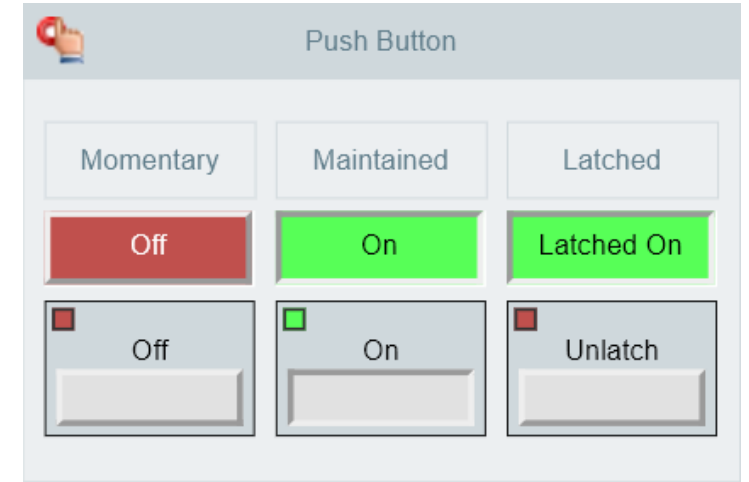 Push Button
Momentary Maintained Latched
Off On Latched On
Off On Unlatch